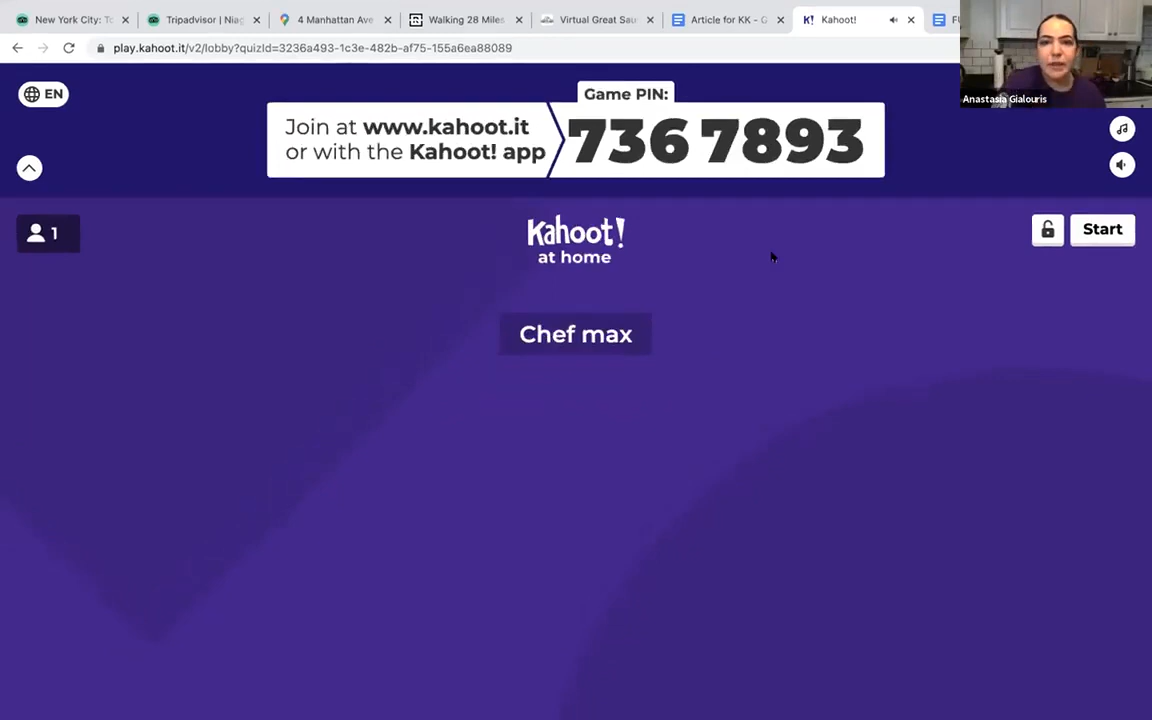 New York City: To
Tripadvisor | Niag
4 Manhattan Ave
Walking 28 Miles
Virtual Great Sau
Article for KK - G
K! Kahoot!
play.kahoot.it/v2/lobby?quizId=3236a493-1c3e-482b-af75-155a6ea88089
Anastasia Gialouris
EN
Game PIN:
Join at www.kahoot.it
or with the Kahoot! app
736 7893
1
Kahoot!
at home
Start
Chef max